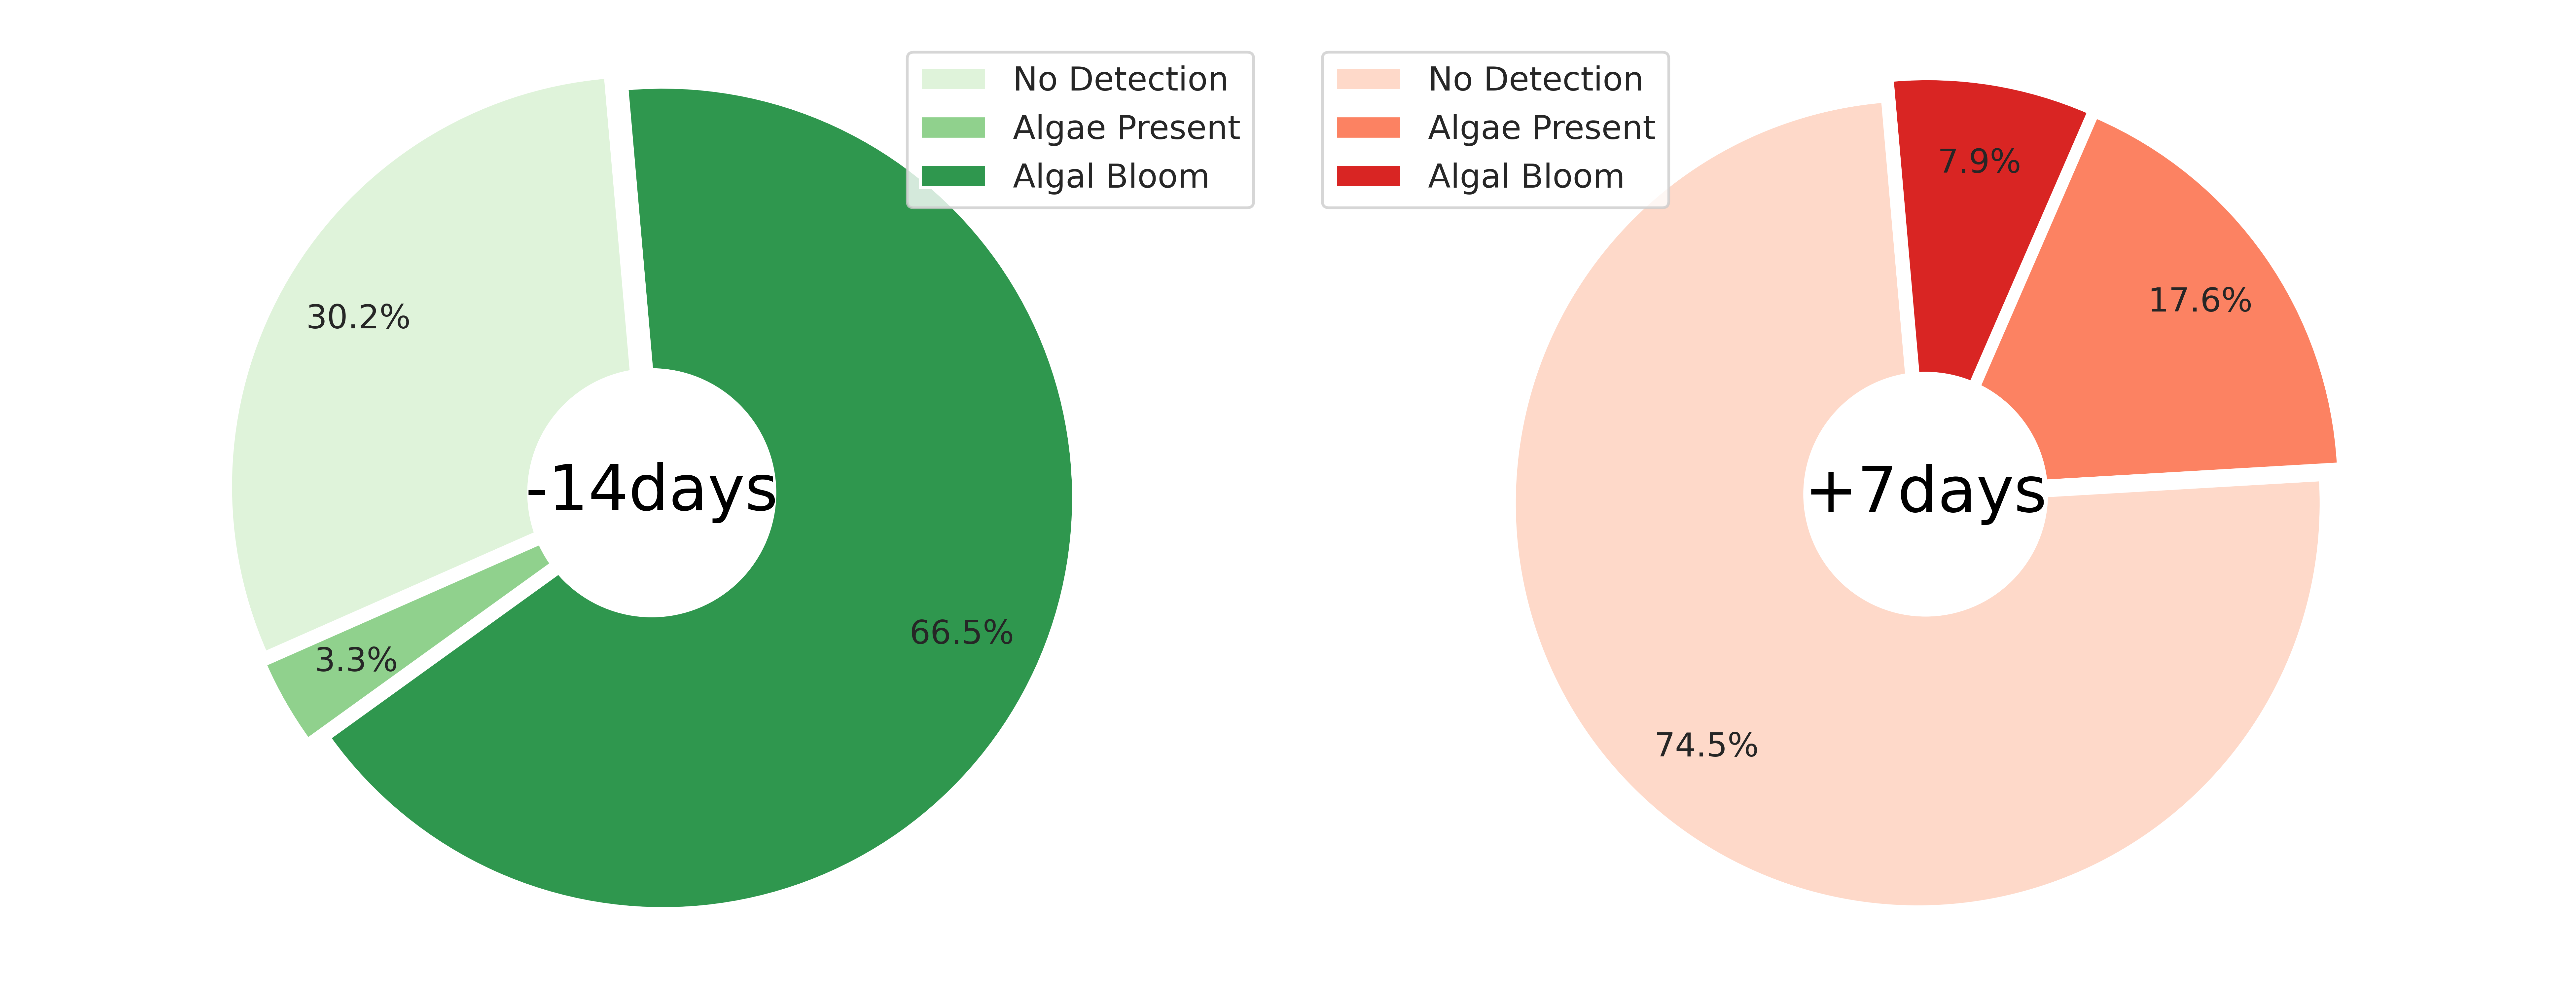 No Detection
Algae Present
Algal Bloom
30.2%
3.3%
66.5%
-14days
No Detection
Algae Present
Algal Bloom
7.9%
17.6%
74.5%
+7days